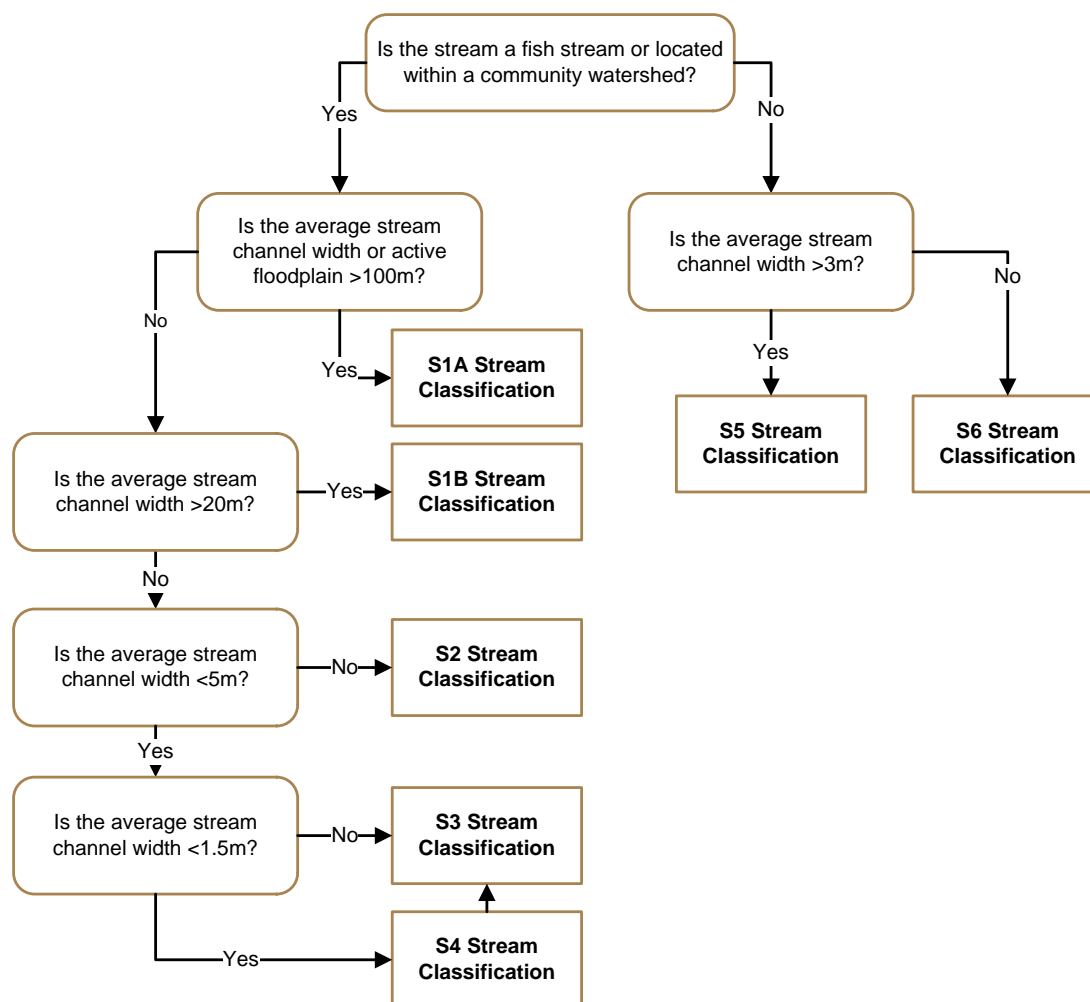 Is the stream a fish stream or located
within a community watershed?
Yes
No
Is the average stream
channel width or active
floodplain >100m?
Is the average stream
channel width >3m?
No
Yes
S1A Stream
Classification
Yes
No
S5 Stream
Classification
S6 Stream
Classification
Is the average stream
channel width >20m?
Yes
S1B Stream
Classification
No
Is the average stream
channel width <5m?
No
S2 Stream
Classification
Yes
Is the average stream
channel width <1.5m?
No
S3 Stream
Classification
Yes
S4 Stream
Classification